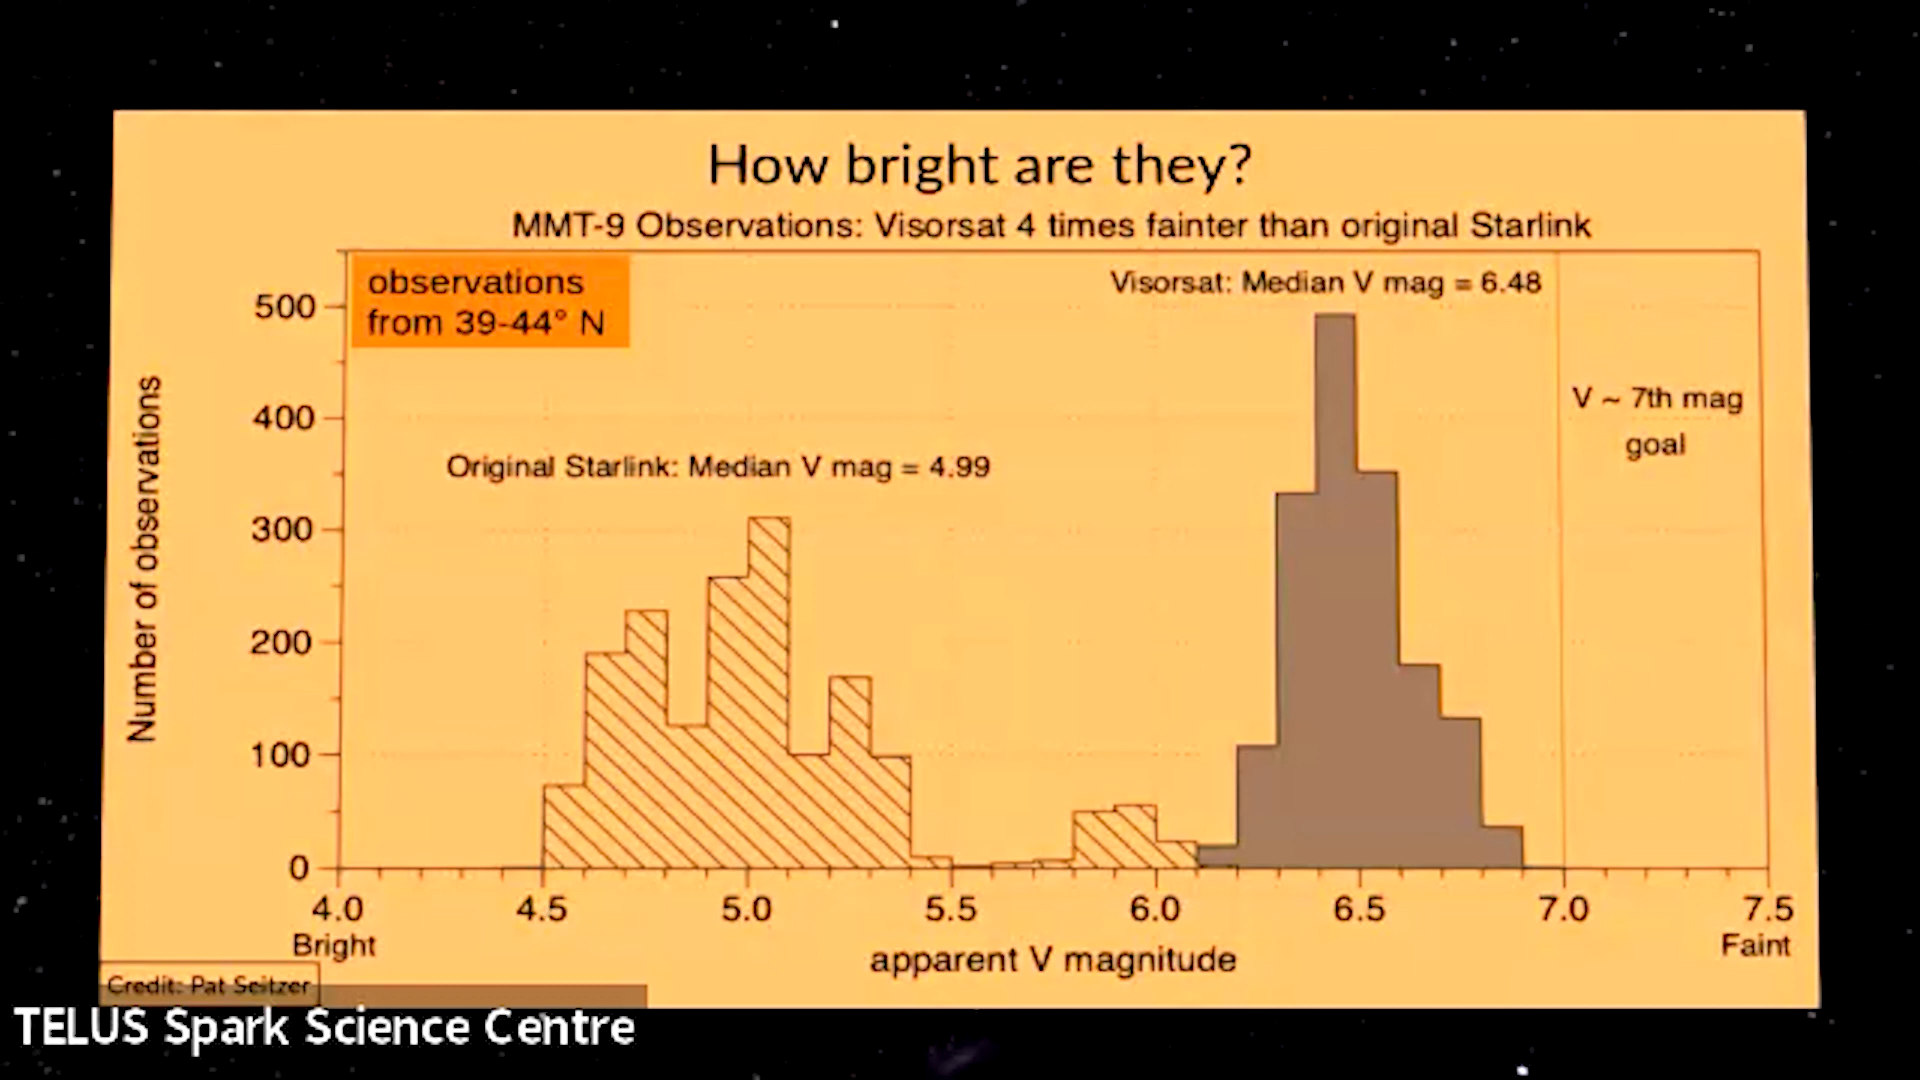 How bright are they?
MMT-9 Observations: Visorsat 4 times fainter than original Starlink
observations
from 39-44° N
Visorsat: Median V mag = 6.48
V ~ 7th mag
goal
Original Starlink: Median V mag = 4.99
Number of observations
500
400
300
200
100
0
4.0 4.5 5.0 5.5 6.0 6.5 7.0 7.5
Bright Faint
apparent V magnitude
Credit: Pat Seitzer
TELUS Spark Science Centre